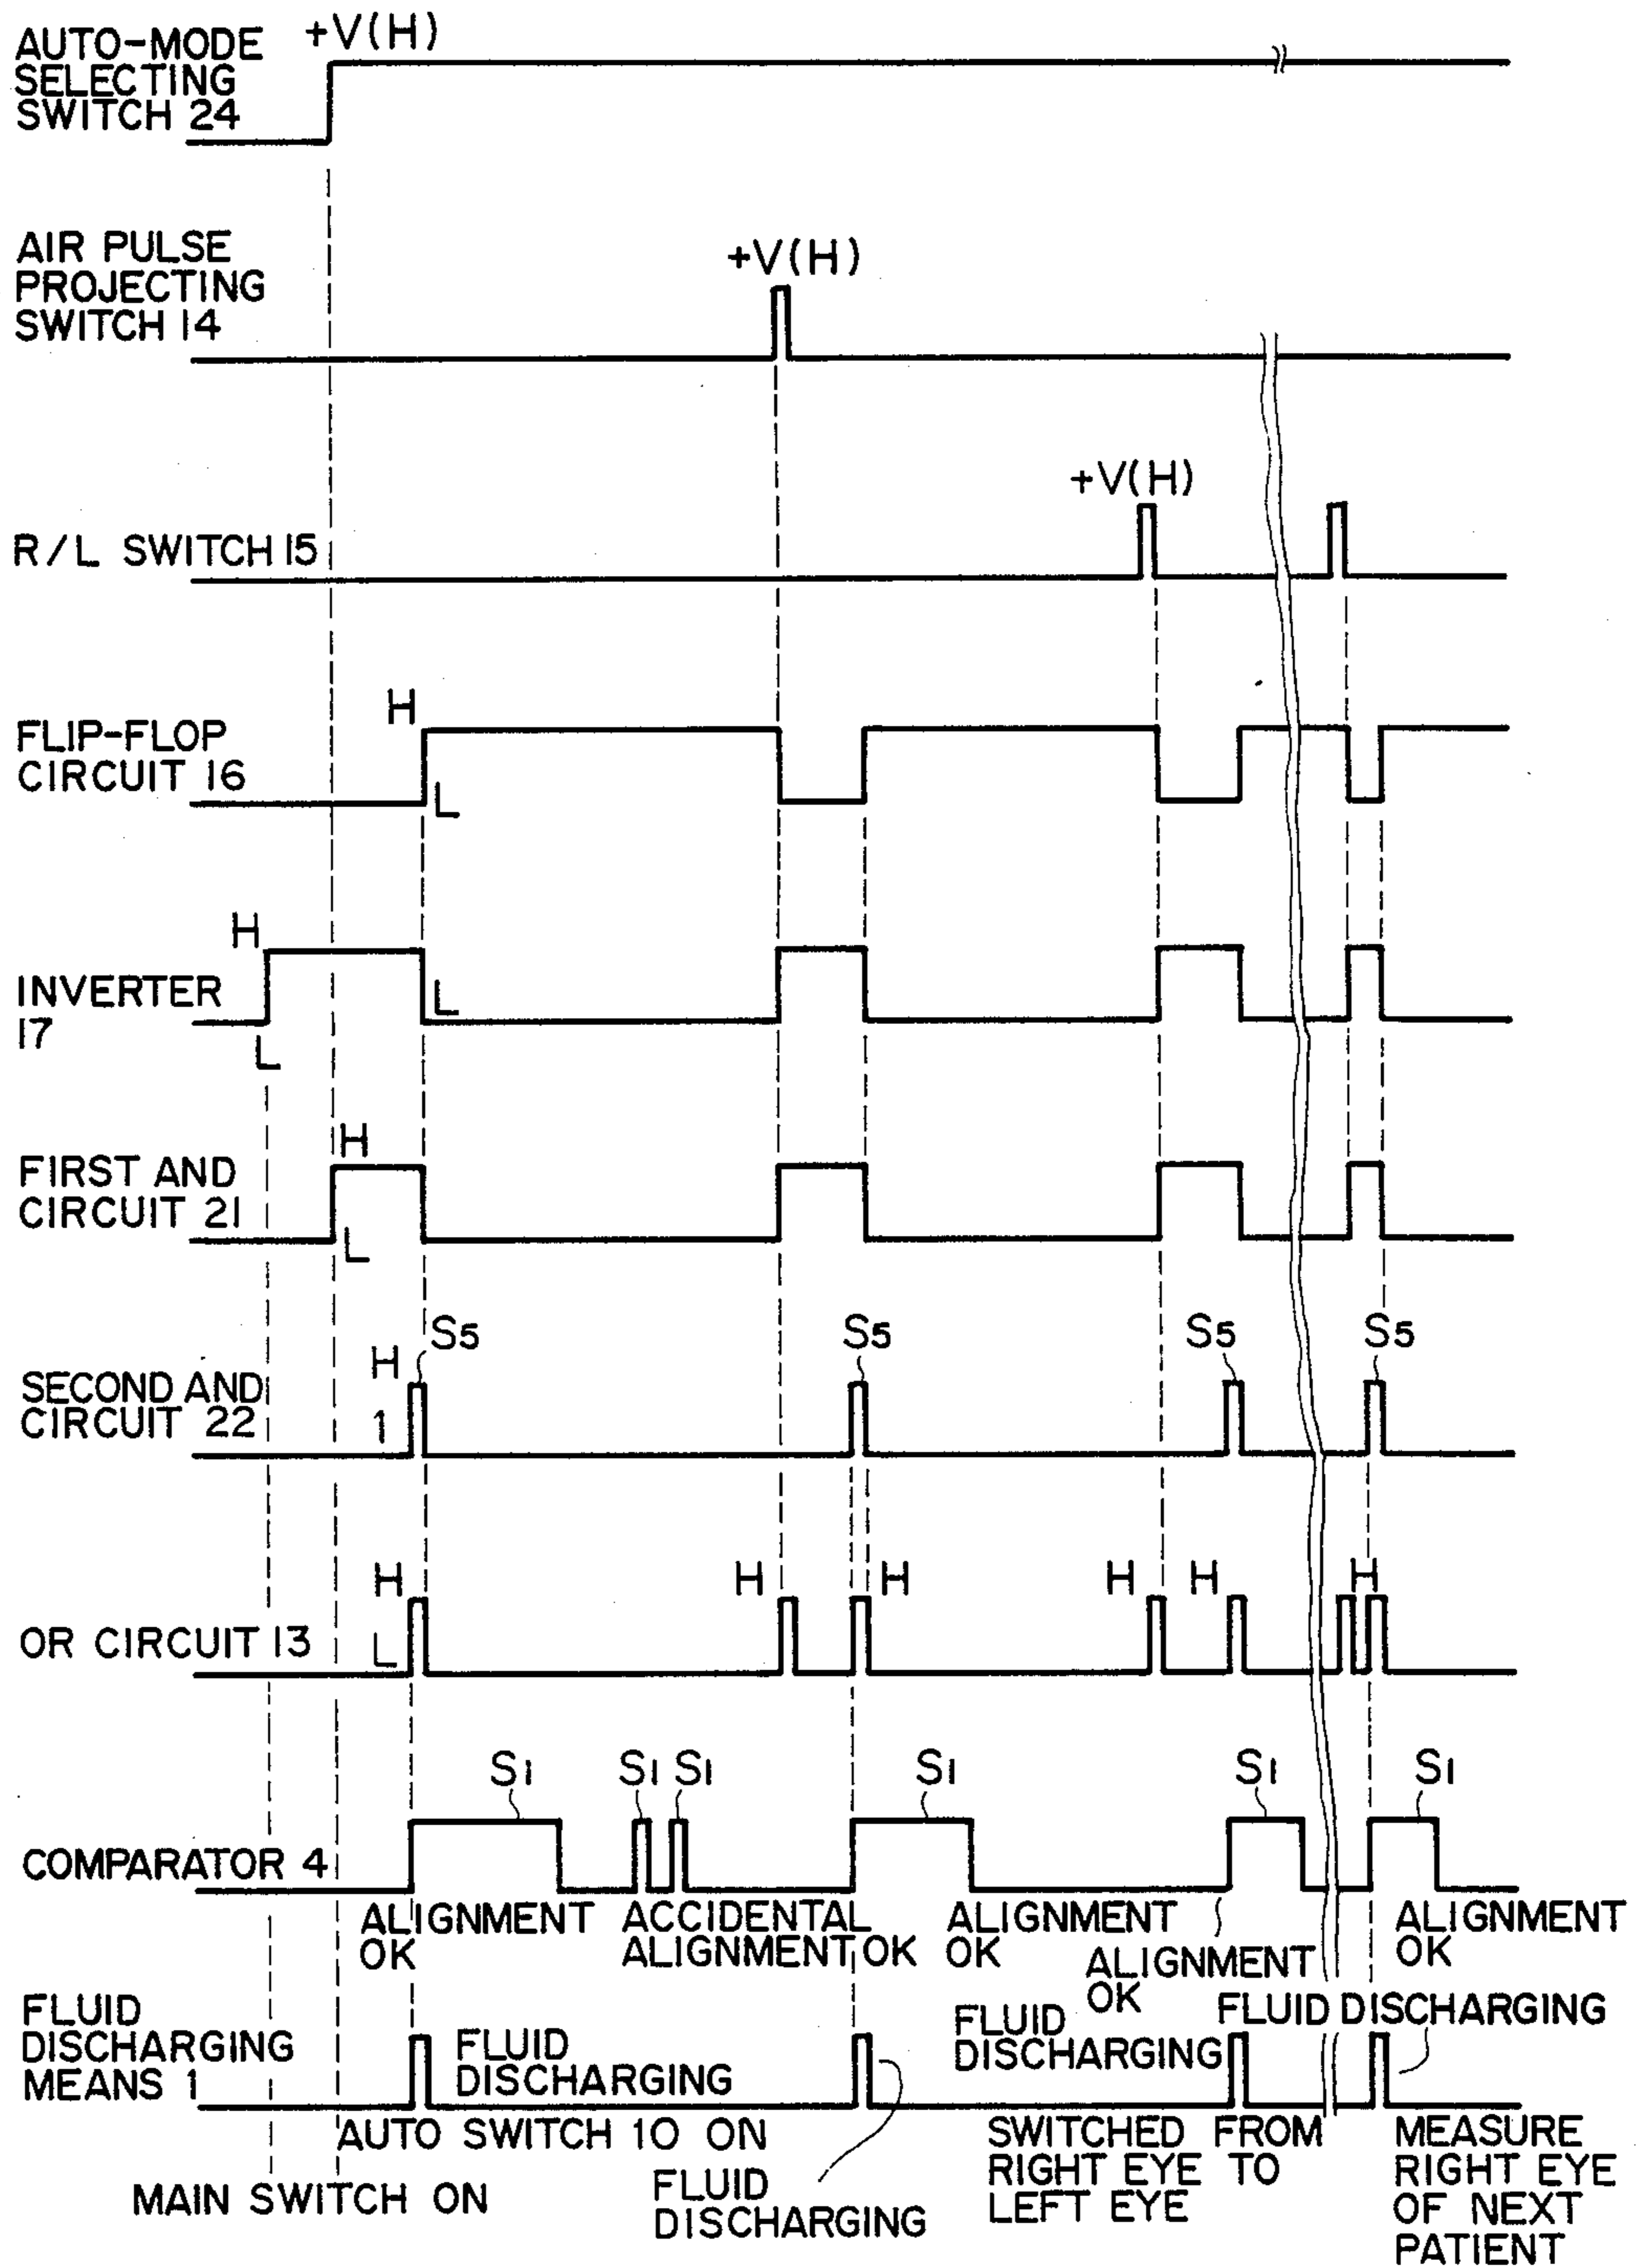 AUTO-MODE
SELECTING
SWITCH 24
+V(H)
AIR PULSE
PROJECTING
SWITCH 14
+V(H)
R/L SWITCH 15
+V(H)
FLIP-FLOP
CIRCUIT 16
H
L
INVERTER
17
H
L
L
FIRST AND
CIRCUIT 21
H
L
SECOND AND
CIRCUIT 22
H
1
S5
S5
S5
S5
OR CIRCUIT 13
H
L
H
H
H
H
H
COMPARATOR 4
S1
S1
S1
S1
S1
S1
ALIGNMENT
OK
ACCIDENTAL
ALIGNMENT OK
ALIGNMENT
OK
ALIGNMENT
OK
ALIGNMENT
OK
FLUID
DISCHARGING
MEANS 1
FLUID
DISCHARGING
FLUID
DISCHARGING
FLUID DISCHARGING
AUTO SWITCH 10 ON
MAIN SWITCH ON
FLUID
DISCHARGING
SWITCHED FROM
RIGHT EYE TO
LEFT EYE
MEASURE
RIGHT EYE
OF NEXT
PATIENT